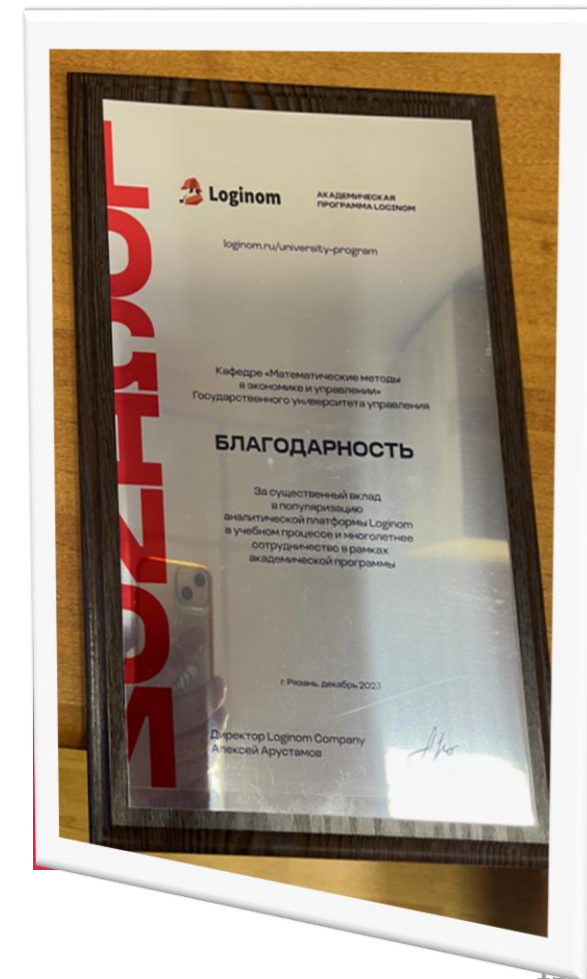 Loginom
АКАДЕМИЧЕСКАЯ
ПРОГРАММА LOGINOM
loginom.ru/university-program
Кафедре «Математические методы
в экономике и управлении»
Государственного университета управления
БЛАГОДАРНОСТЬ
За существенный вклад
в популяризацию
аналитической платформы Loginom
в учебном процессе и многолетнее
сотрудничество в рамках
академической программы
г. Рязань, декабрь 2023
Директор Loginom Company
Алексей Арустамов